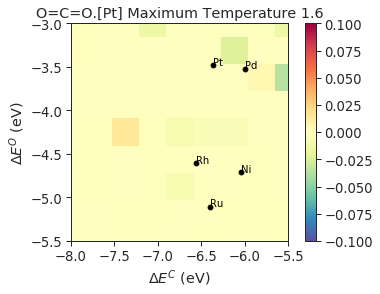 O=C=O.[Pt] Maximum Temperature 1.6
−3.0
−3.5
−4.0
−4.5
−5.0
−5.5
ΔE^O (eV)
Pt
Pd
Rh
Ni
Ru
−8.0 −7.5 −7.0 −6.5 −6.0 −5.5
ΔE^C (eV)
0.100
0.075
0.050
0.025
0.000
−0.025
−0.050
−0.075
−0.100